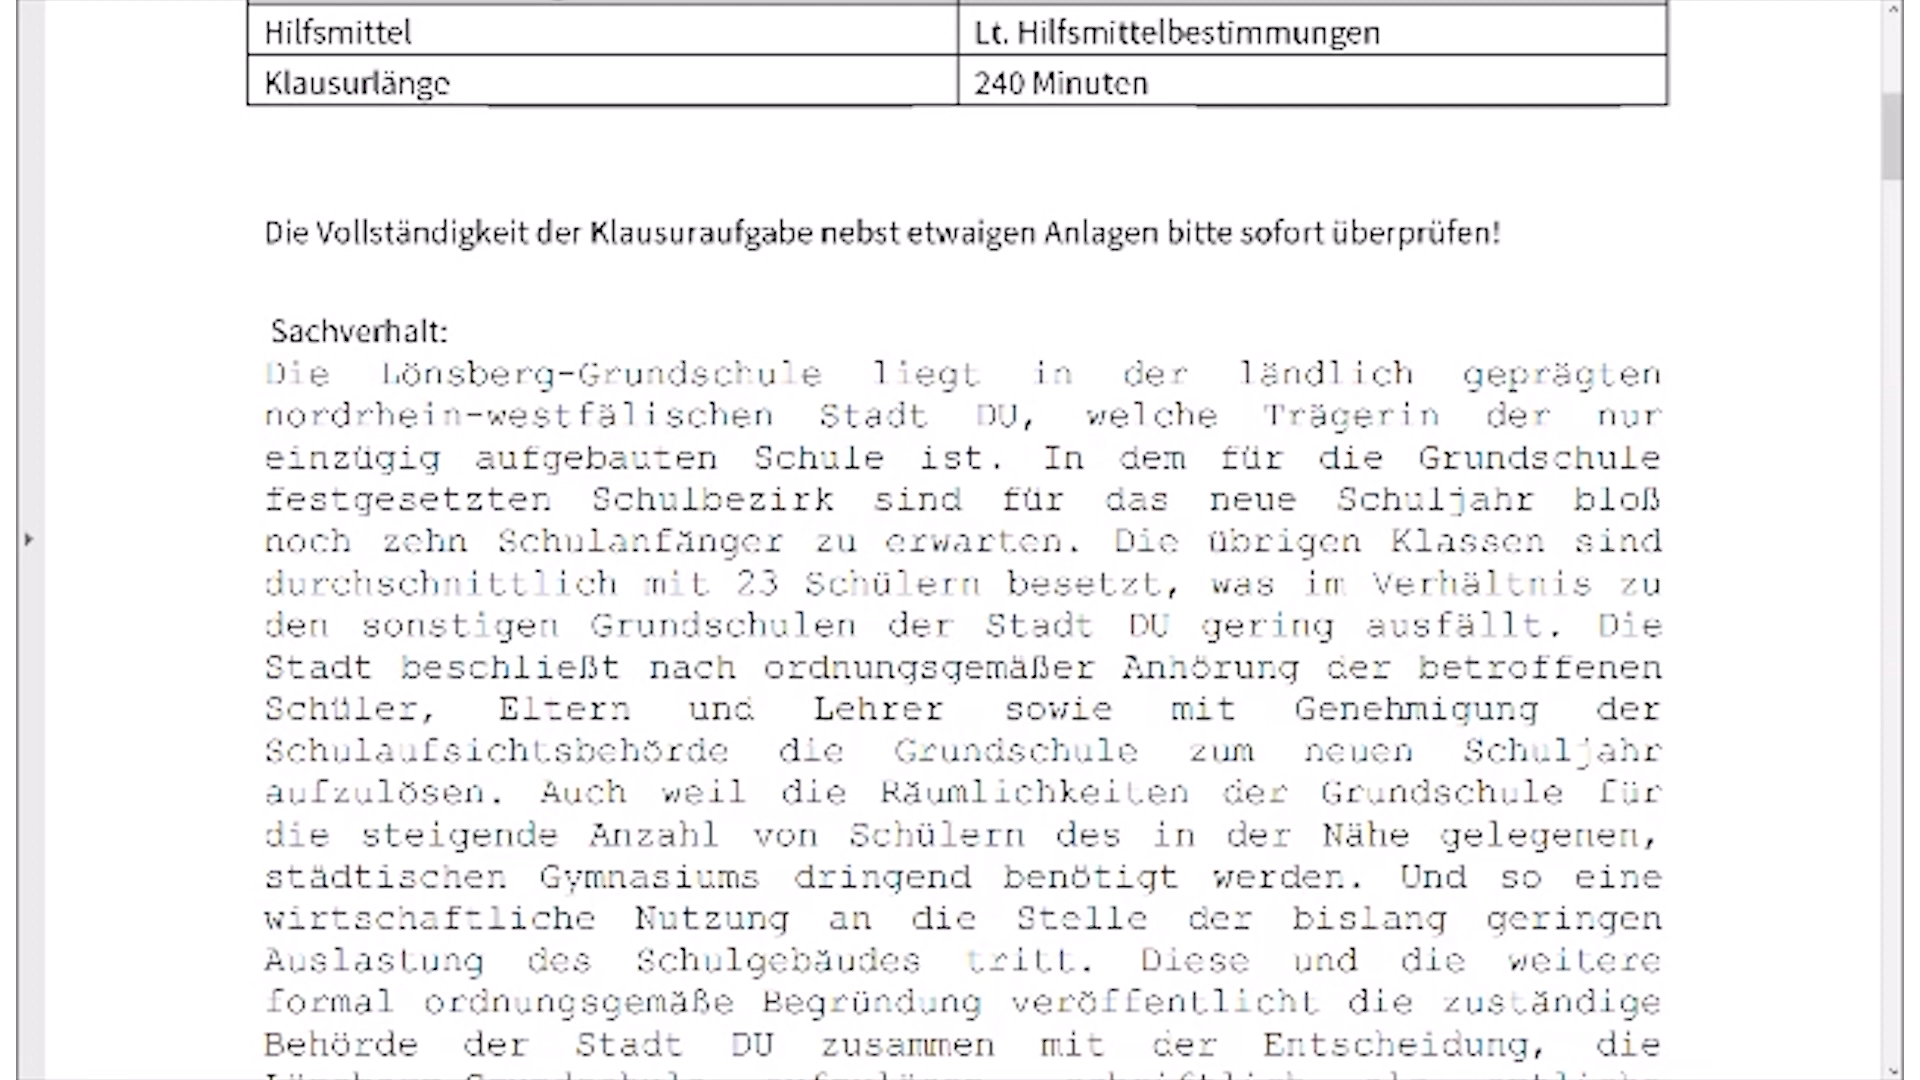 Hilfsmittel Lt. Hilfsmittelbestimmungen
Klausurlänge 240 Minuten
Die Vollständigkeit der Klausuraufgabe nebst etwaigen Anlagen bitte sofort überprüfen!
Sachverhalt:
Die Lönsberg-Grundschule liegt in der ländlich geprägten
nordrhein-westfälischen Stadt DU, welche Trägerin der nur
einzügig aufgebauten Schule ist. In dem für die Grundschule
festgesetzten Schulbezirk sind für das neue Schuljahr bloß
noch zehn Schulanfänger zu erwarten. Die übrigen Klassen sind
durchschnittlich mit 23 Schülern besetzt, was im Verhältnis zu
den sonstigen Grundschulen der Stadt DU gering ausfällt. Die
Stadt beschließt nach ordnungsgemäßer Anhörung der betroffenen
Schüler, Eltern und Lehrer sowie mit Genehmigung der
Schulaufsichtsbehörde die Grundschule zum neuen Schuljahr
aufzulösen. Auch weil die Räumlichkeiten der Grundschule für
die steigende Anzahl von Schülern des in der Nähe gelegenen,
städtischen Gymnasiums dringend benötigt werden. Und so eine
wirtschaftliche Nutzung an die Stelle der bislang geringen
Auslastung des Schulgebäudes tritt. Diese und die weitere
formal ordnungsgemäße Begründung veröffentlicht die zuständige
Behörde der Stadt DU zusammen mit der Entscheidung, die